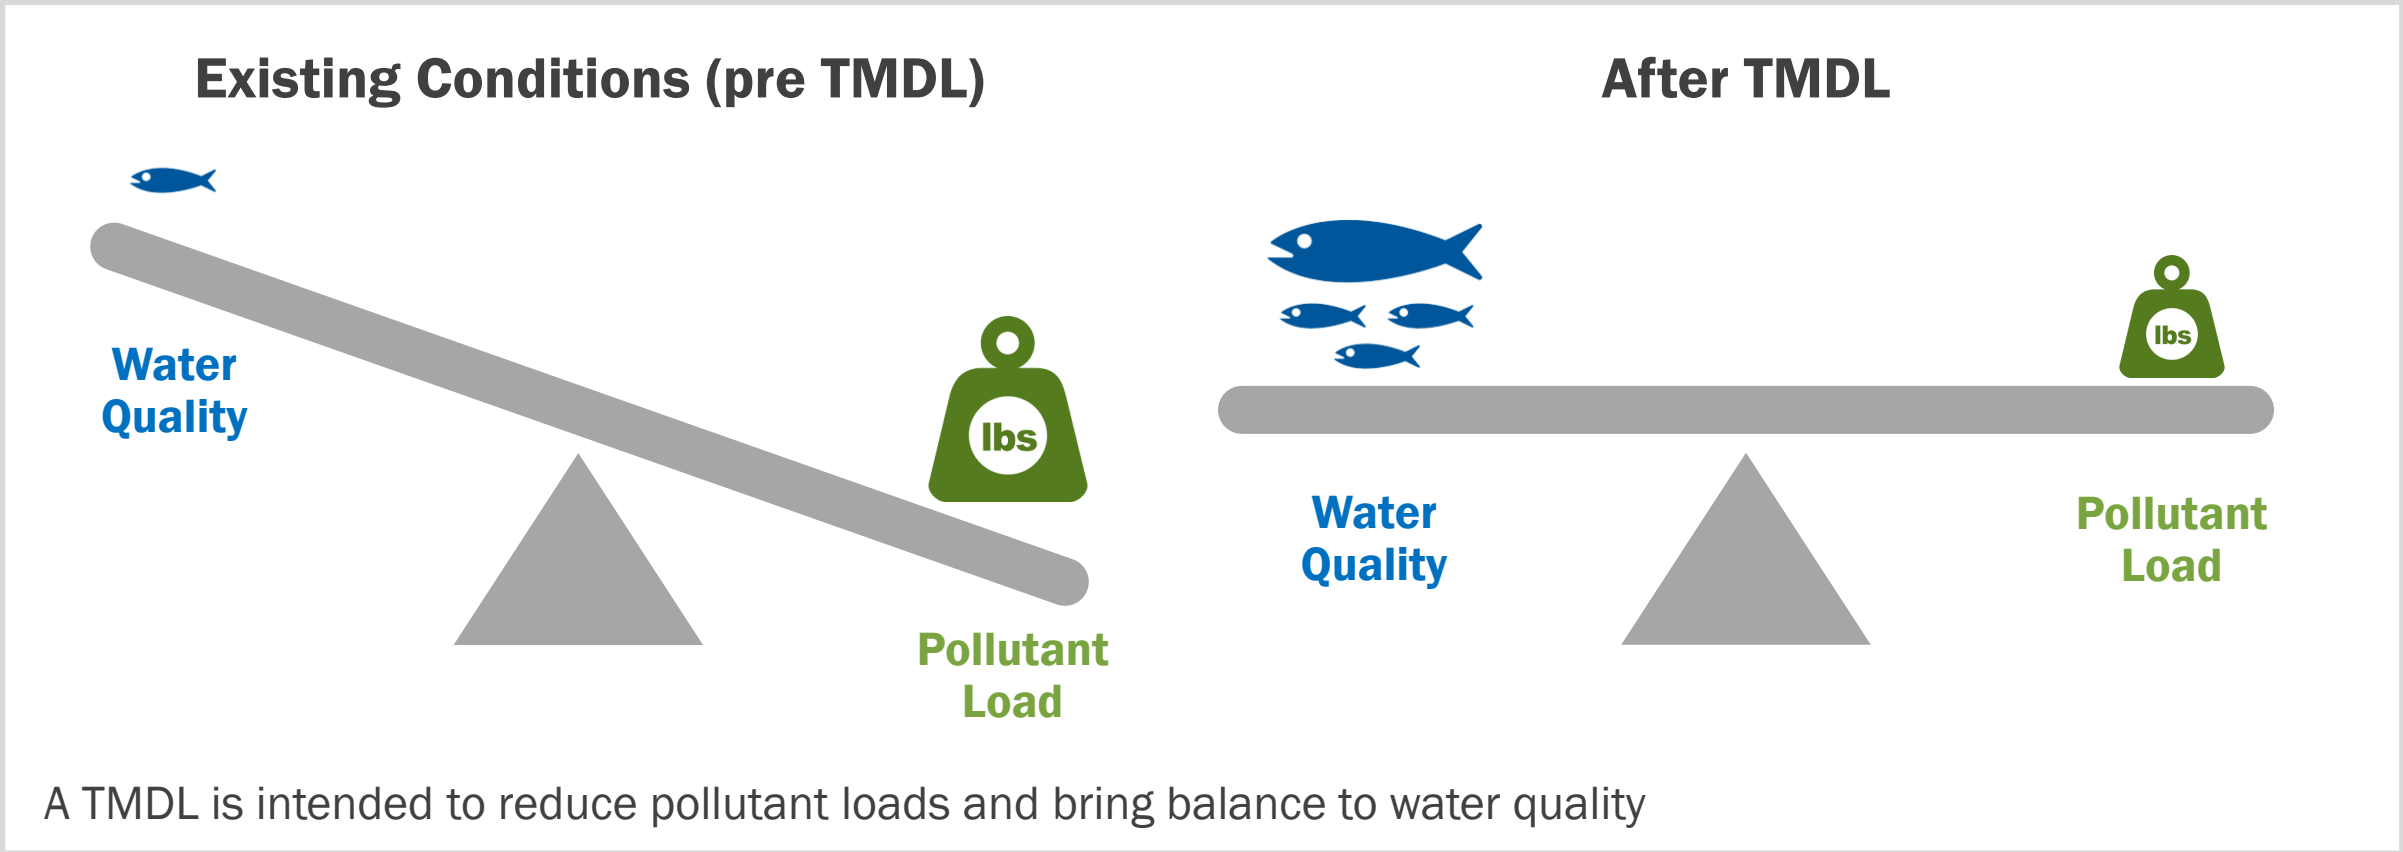 Existing Conditions (pre TMDL)
Water
Quality
lbs
Pollutant
Load
After TMDL
lbs
Water
Quality
Pollutant
Load
A TMDL is intended to reduce pollutant loads and bring balance to water quality